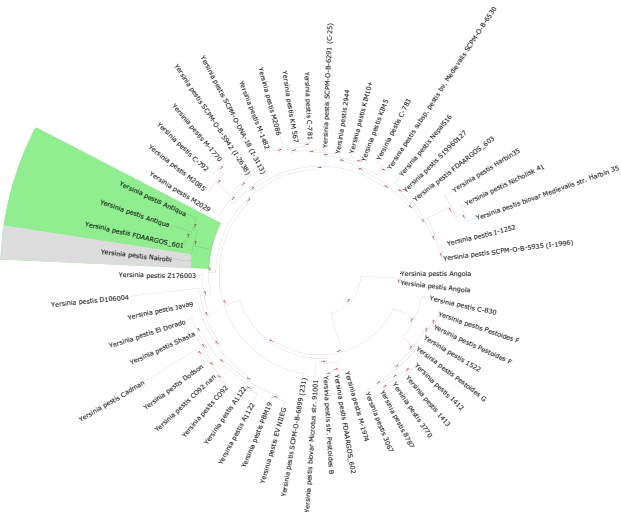 Yersinia pestis SCPM-O-B-6291 (C-25)
Yersinia pestis 2944
Yersinia pestis KIM10+
Yersinia pestis KIM5
Yersinia pestis C-783
Yersinia pestis subsp. pestis bv. Medievalis SCPM-O-B-6530
Yersinia pestis Nepal516
Yersinia pestis S19960127
Yersinia pestis FDAARGOS_603
Yersinia pestis Harbin35
Yersinia pestis Nicholisk 41
Yersinia pestis biovar Medievalis str. Harbin 35
Yersinia pestis I-1252
Yersinia pestis SCPM-O-B-5935 (I-1996)
Yersinia pestis Angola
Yersinia pestis Angola
Yersinia pestis C-830
Yersinia pestis Pestoides F
Yersinia pestis Pestoides F
Yersinia pestis 1522
Yersinia pestis Pestoides G
Yersinia pestis 1412
Yersinia pestis 1413
Yersinia pestis 3770
Yersinia pestis 8787
Yersinia pestis 3067
Yersinia pestis M-1974
Yersinia pestis FDAARGOS_602
Yersinia pestis str. Pestoides B
Yersinia pestis biovar Microtus str. 91001
Yersinia pestis SCPM-O-B-6899 (231)
Yersinia pestis EV NIIEG
Yersinia pestis PBM19
Yersinia pestis A1122
Yersinia pestis A1122
Yersinia pestis CO92
Yersinia pestis CO92 nan
Yersinia pestis Dodson
Yersinia pestis Cadman
Yersinia pestis Shasta
Yersinia pestis El Dorado
Yersinia pestis Java9
Yersinia pestis D106004
Yersinia pestis Z176003
Yersinia pestis Nairobi
Yersinia pestis FDAARGOS_601
Yersinia pestis Antiqua
Yersinia pestis Antiqua
Yersinia pestis M2029
Yersinia pestis M2085
Yersinia pestis C-792
Yersinia pestis M-1770
Yersinia pestis SCPM-O-B-5942 (1-2638)
Yersinia pestis SCPM-O-DNA-18 (1-3113)
Yersinia pestis M-1482
Yersinia pestis M2086
Yersinia pestis KM 567
Yersinia pestis C-781